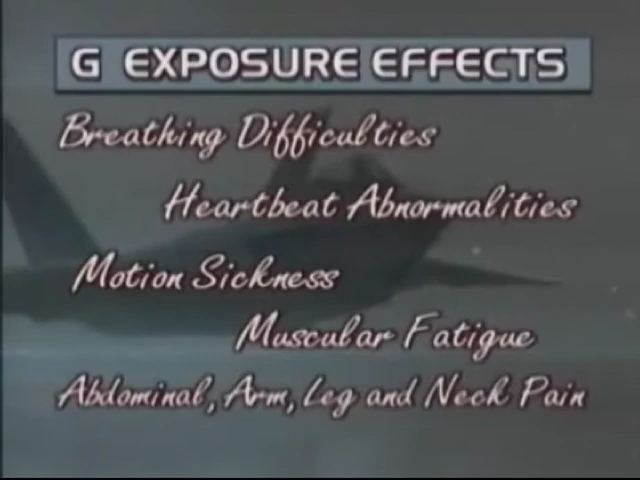 G EXPOSURE EFFECTS
Breathing Difficulties
Heartbeat Abnormalities
Motion Sickness
Muscular Fatigue
Abdominal, Arm, Leg and Neck Pain